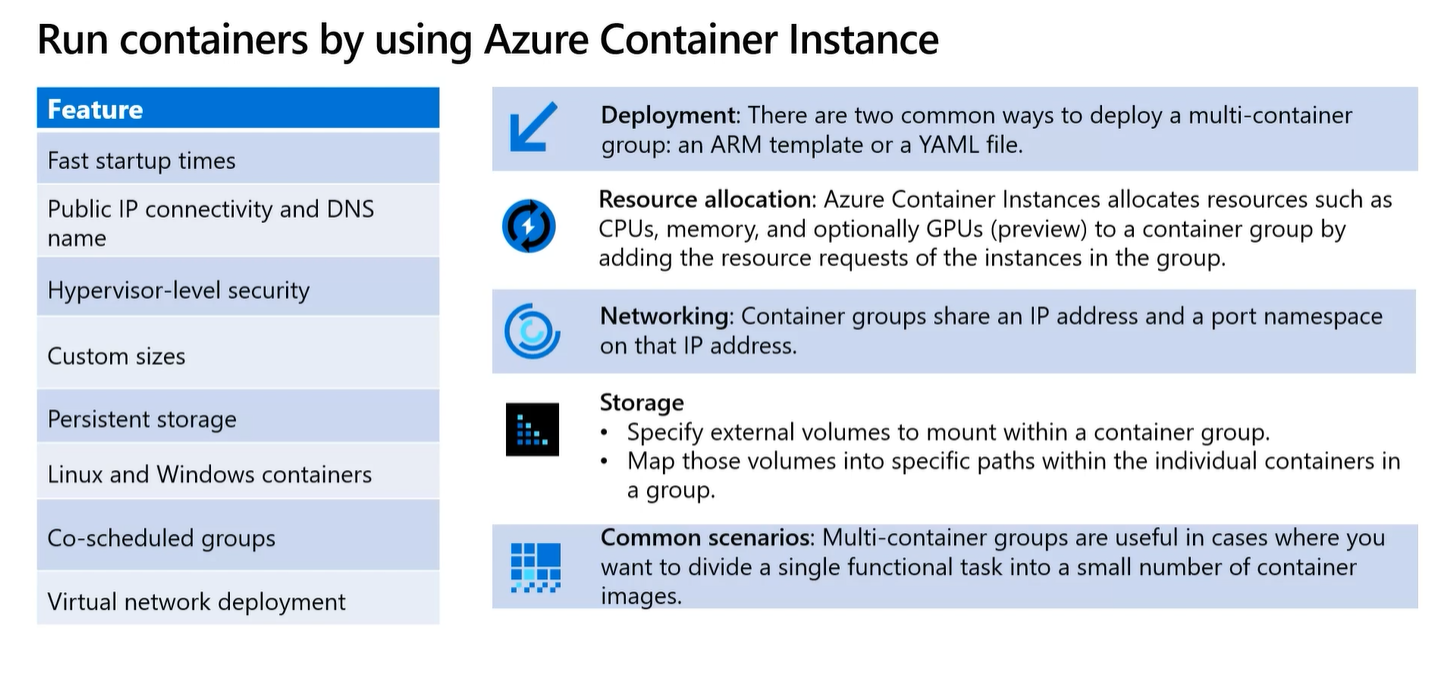 Run containers by using Azure Container Instance
Feature
Fast startup times
Public IP connectivity and DNS
name
Hypervisor-level security
Custom sizes
Persistent storage
Linux and Windows containers
Co-scheduled groups
Virtual network deployment
Deployment: There are two common ways to deploy a multi-container
group: an ARM template or a YAML file.
Resource allocation: Azure Container Instances allocates resources such as
CPUs, memory, and optionally GPUs (preview) to a container group by
adding the resource requests of the instances in the group.
Networking: Container groups share an IP address and a port namespace
on that IP address.
Storage
• Specify external volumes to mount within a container group.
• Map those volumes into specific paths within the individual containers in
a group.
Common scenarios: Multi-container groups are useful in cases where you
want to divide a single functional task into a small number of container
images.